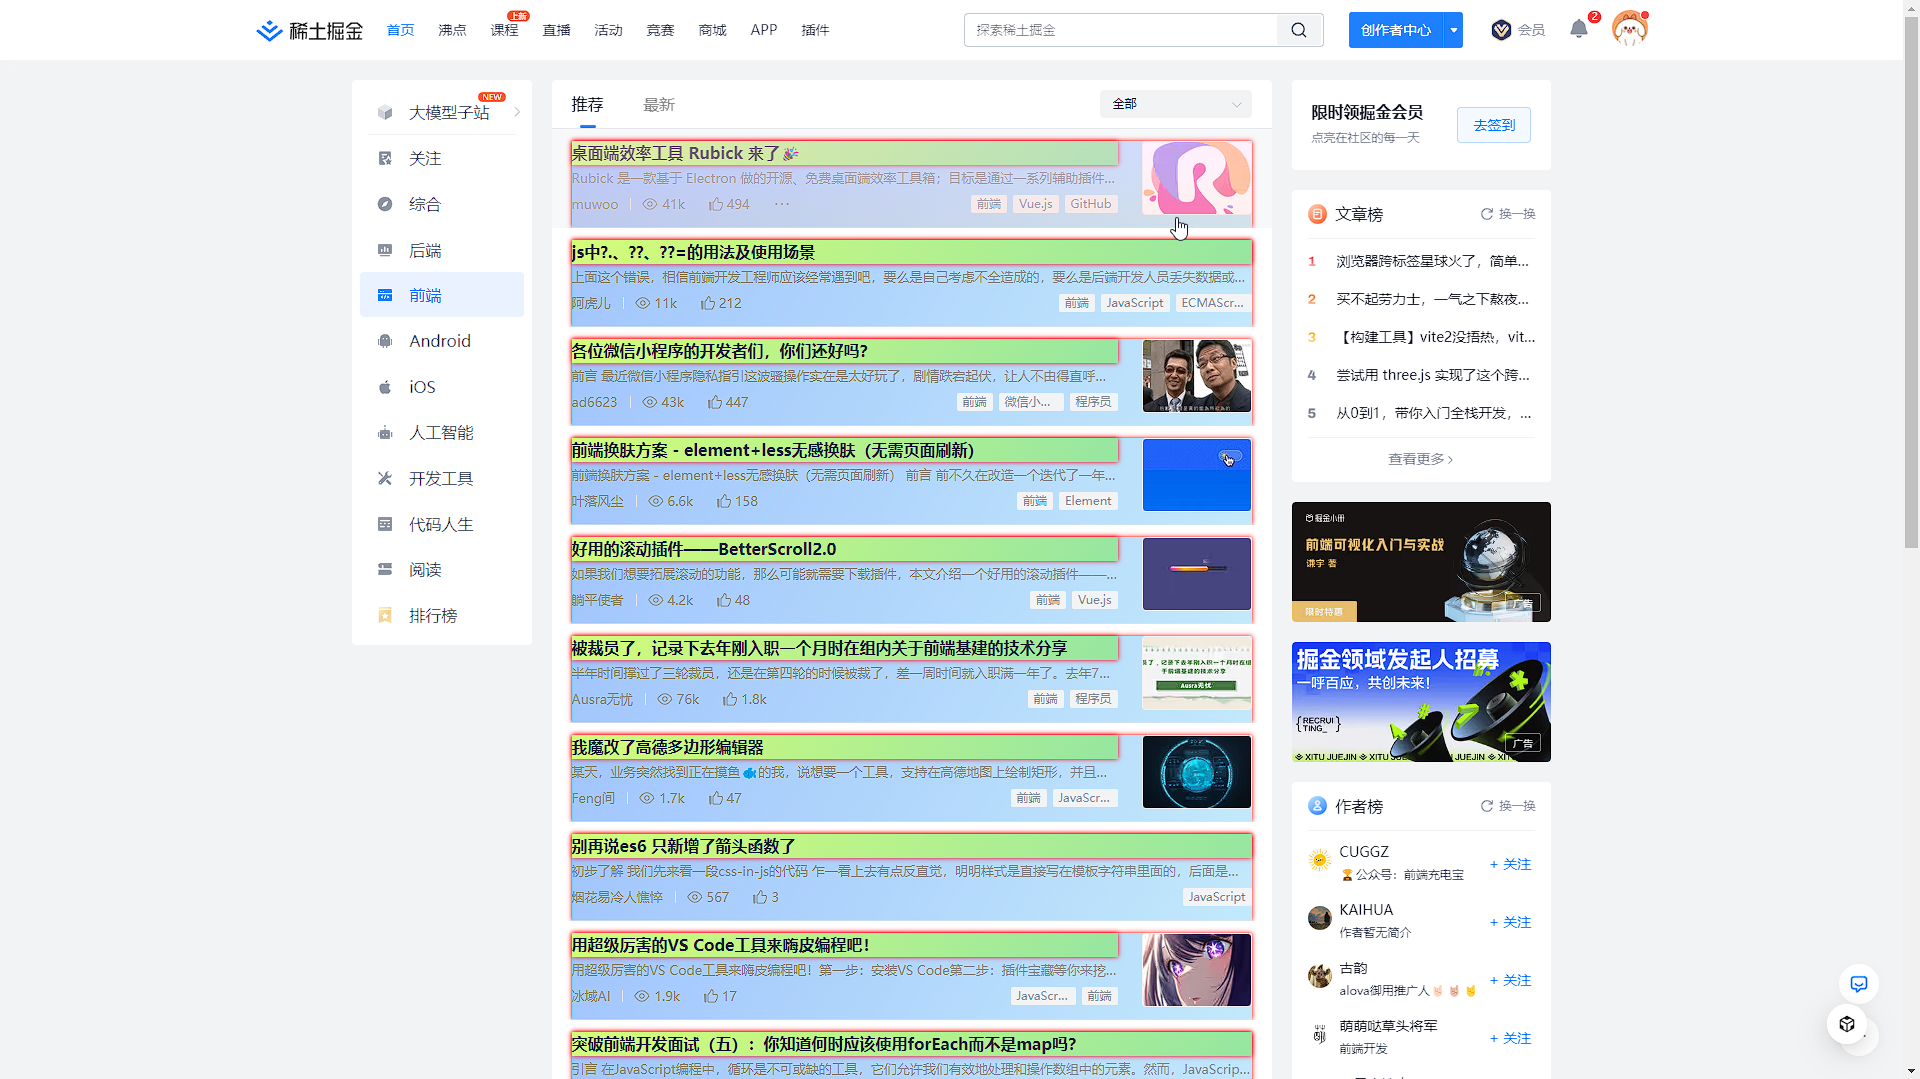 稀土掘金
首页
沸点
课程
上新
直播
活动
竞赛
商城
APP
插件
探索稀土掘金
创作者中心
会员
2
大模型子站
NEW
关注
综合
后端
前端
Android
iOS
人工智能
开发工具
代码人生
阅读
排行榜
推荐
最新
全部
桌面端效率工具 Rubick 来了🎉
Rubick 是一款基于 Electron 做的开源、免费桌面端效率工具箱；目标是通过一系列辅助插件...
muwoo 41k 494 ··· 前端 Vue.js GitHub
R
js中?.、??、??=的用法及使用场景
上面这个错误，相信前端开发工程师应该经常遇到吧，要么是自己考虑不全造成的，要么是后端开发人员丢失数据或...
阿虎儿 11k 212 前端 JavaScript ECMAScr...
各位微信小程序的开发者们，你们还好吗？
前言 最近微信小程序隐私指引这波骚操作实在是太好玩了，剧情跌宕起伏，让人不由得直呼...
ad6623 43k 447 前端 微信小... 程序员
前端换肤方案 - element+less无感换肤（无需页面刷新）
前端换肤方案 - element+less无感换肤（无需页面刷新） 前言 前不久在改造一个迭代了一年...
叶落风尘 6.6k 158 前端 Element
好用的滚动插件——BetterScroll2.0
如果我们想要拓展滚动的功能，那么可能就需要下载插件，本文介绍一个好用的滚动插件——...
躺平使者 4.2k 48 前端 Vue.js
被裁员了，记录下去年刚入职一个月时在组内关于前端基建的技术分享
半年时间撑过了三轮裁员，还是在第四轮的时候被裁了，差一周时间就入职满一年了。去年7...
Ausra无忧 76k 1.8k 前端 程序员
员了，记录下去年刚入职一个月时在组
于前端基建的技术分享
Ausra无忧
我魔改了高德多边形编辑器
某天，业务突然找到正在摸鱼🐟的我，说想要一个工具，支持在高德地图上绘制矩形，并且...
Feng问 1.7k 47 前端 JavaScr...
别再说es6 只新增了箭头函数了
初步了解 我们先来看一段css-in-js的代码 乍一看上去有点反直觉，明明样式是直接写在模板字符串里面的，后面是...
烟花易冷人憔悴 567 3 JavaScript
用超级厉害的VS Code工具来嗨皮编程吧！
用超级厉害的VS Code工具来嗨皮编程吧！第一步：安装VS Code第二步：插件宝藏等你来挖...
冰域AI 1.9k 17 JavaScr... 前端
突破前端开发面试（五）：你知道何时应该使用forEach而不是map吗？
引言 在JavaScript编程中，循环是不可或缺的工具，它们允许我们有效地处理和操作数组中的元素。然而，JavaScrip...
限时领掘金会员
点亮在社区的每一天
去签到
文章榜
换一换
1 浏览器跨标签星球火了，简单...
2 买不起劳力士，一气之下熬夜...
3 【构建工具】vite2没捂热，vit...
4 尝试用 three.js 实现了这个跨...
5 从0到1，带你入门全栈开发，...
查看更多 ›
掘金小册
前端可视化入门与实战
谦宇 著
限时特惠
广告
掘金领域发起人招募
一呼百应，共创未来！
{RECRUI
TING_ }
XITU JUEJIN XITU JUEJIN XITU JUEJIN XIT
广告
作者榜
换一换
CUGGZ
🏆公众号：前端充电宝
+ 关注
KAIHUA
作者暂无简介
+ 关注
古韵
alova御用推广人
+ 关注
萌萌哒草头将军
前端开发
+ 关注